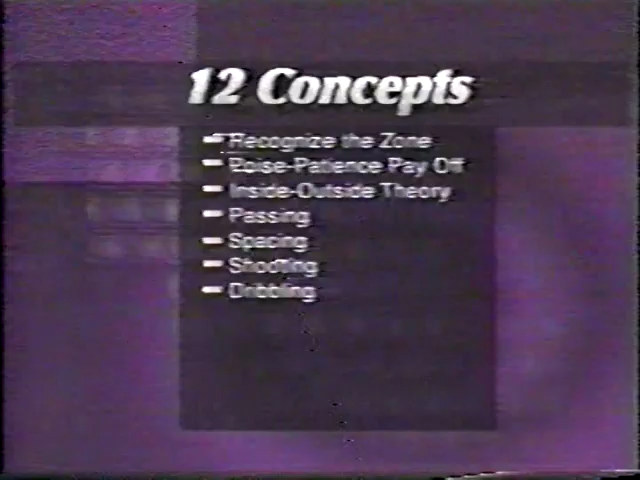 12 Concepts
- Recognize the Zone
- Poise-Patience Pay Off
- Inside-Outside Theory
- Passing
- Spacing
- Shooting
- Dribbling